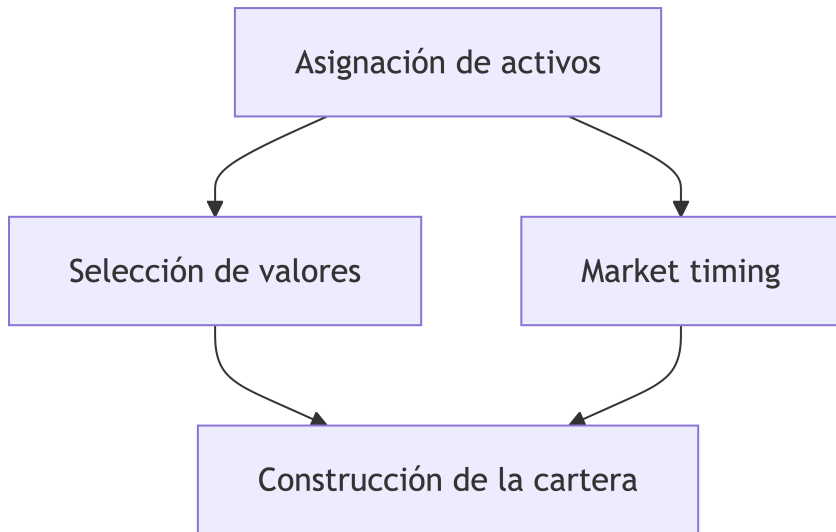 Asignación de activos
Selección de valores
Market timing
Construcción de la cartera